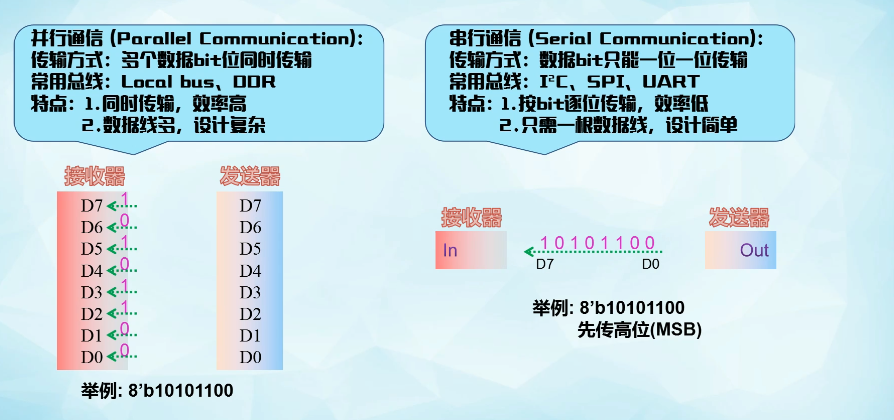 并行通信 (Parallel Communication):
传输方式: 多个数据bit位同时传输
常用总线: Local bus、DDR
特点: 1.同时传输, 效率高
2.数据线多, 设计复杂
接收器
发送器
D7 1 D7
D6 0 D6
D5 1 D5
D4 0 D4
D3 1 D3
D2 1 D2
D1 0 D1
D0 0 D0
举例: 8’b10101100
串行通信 (Serial Communication):
传输方式: 数据bit只能一位一位传输
常用总线: I²C、SPI、UART
特点: 1.按bit逐位传输, 效率低
2.只需一根数据线, 设计简单
接收器
发送器
In
10101100
Out
D7
D0
举例: 8’b10101100
先传高位(MSB)